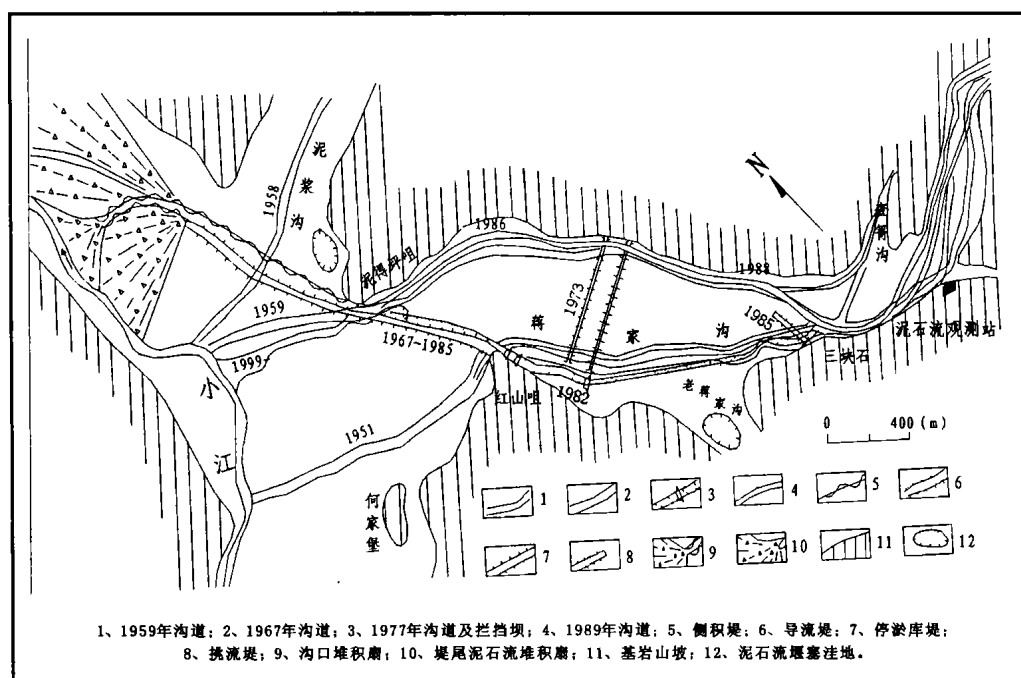 泥浆沟
1958
N
泥得坪咀
1986
1988
1973
1959
蒋家沟
1985
泥石流观测站
1967~1985
三块石
1999
小江
红山咀
1982
老蒋家沟
0 400 (m)
1951
何家堡
1 2 3 4 5 6
7 8 9 10 11 12
1、1959年沟道；2、1967年沟道；3、1977年沟道及拦挡坝；4、1989年沟道；5、侧积堤；6、导流堤；7、停淤库堤；
8、挑流堤；9、沟口堆积扇；10、堤尾泥石流堆积扇；11、基岩山坡；12、泥石流堰塞洼地。